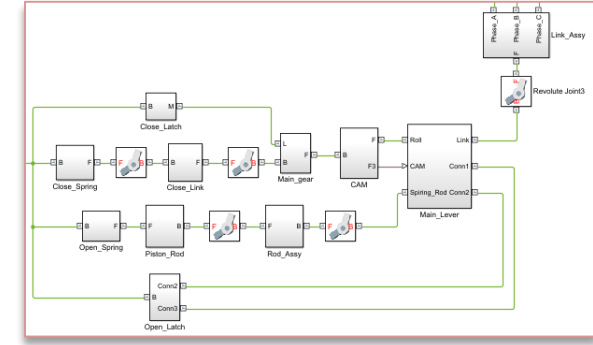 Phase_A
Phase_B
Phase_C
Link_Assy
F
Revolute Joint3
B M
Close_Latch
B F
Close_Spring
F B
B F
Close_Link
F B
L
B F
Main_gear
B F
F3
CAM
Roll Link
CAM Conn1
Spiring_Rod Conn2
Main_Lever
B F
Open_Spring
F B
Piston_Rod
F B
F B
Rod_Assy
F B
Conn2
B
Conn3
Open_Latch